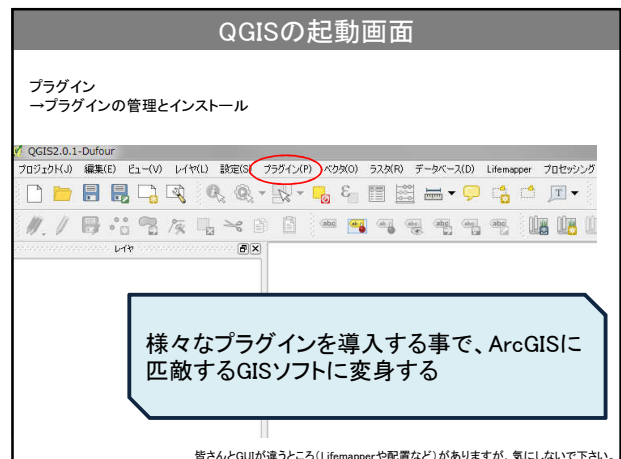 QGISの起動画面
プラグイン
→プラグインの管理とインストール
QGIS2.0.1-Dufour
プロジェクト(J) 編集(E) ビュー(V) レイヤ(L) 設定(S) プラグイン(P) ベクタ(O) ラスタ(R) データベース(D) Lifemapper プロセッシング
レイヤ
様々なプラグインを導入する事で、ArcGISに
匹敵するGISソフトに変身する
皆さんとGUIが違うところ(Lifemapperや配置など)がありますが、気にしないで下さい。